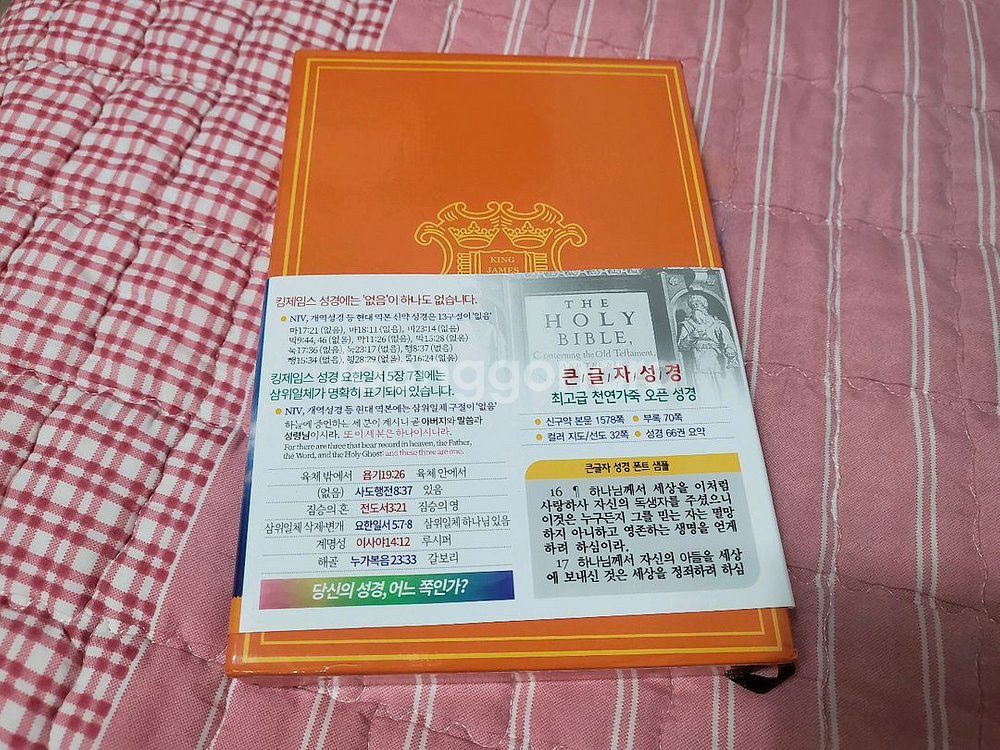 KING
JAMES
킹제임스 성경에는 '없음'이 하나도 없습니다.
● NIV, 개역성경 등 현대 역본 신약 성경은 13구절이 '없음'
마17:21 (없음), 마18:11 (없음), 마23:14 (없음)
막9:44, 46 (없음), 막11:26 (없음), 막15:28 (없음)
눅17:36 (없음), 눅23:17 (없음), 행8:37 (없음)
행15:34 (없음), 행28:29 (없음), 롬16:24 (없음)
킹제임스 성경 요한일서 5장 7절에는
삼위일체가 명확히 표기되어 있습니다.
● NIV, 개역성경 등 현대 역본에는 삼위일체 구절이 '없음'
하늘에 증언하는 세 분이 계시니 곧 아버지와 말씀과
성령님이시라. 또 이 세 분은 하나이시니라.
For there are three that bear record in heaven, the Father,
the Word, and the Holy Ghost: and these three are one.
육체 밖에서 욥기19:26 육체 안에서
(없음) 사도행전8:37 있음
짐승의 혼 전도서3:21 짐승의 영
삼위일체 삭제·변개 요한일서5:7-8 삼위일체 하나님 있음
계명성 이사야14:12 루시퍼
해골 누가복음23:33 갈보리
당신의 성경, 어느 쪽인가?
THE
HOLY
BIBLE,
Conteyning the Old Testament,
큰/글/자/성/경
최고급 천연가죽 오픈 성경
● 신구약 본문 1578쪽 ● 부록 70쪽
● 컬러 지도/선도 32쪽 ● 성경 66권 요약
큰글자 성경 폰트 샘플
16 ¶ 하나님께서 세상을 이처럼
사랑하사 자신의 독생자를 주셨으니
이것은 누구든지 그를 믿는 자는 멸망
하지 아니하고 영존하는 생명을 얻게
하려 하심이라.
17 하나님께서 자신의 아들을 세상
에 보내신 것은 세상을 정죄하려 하심